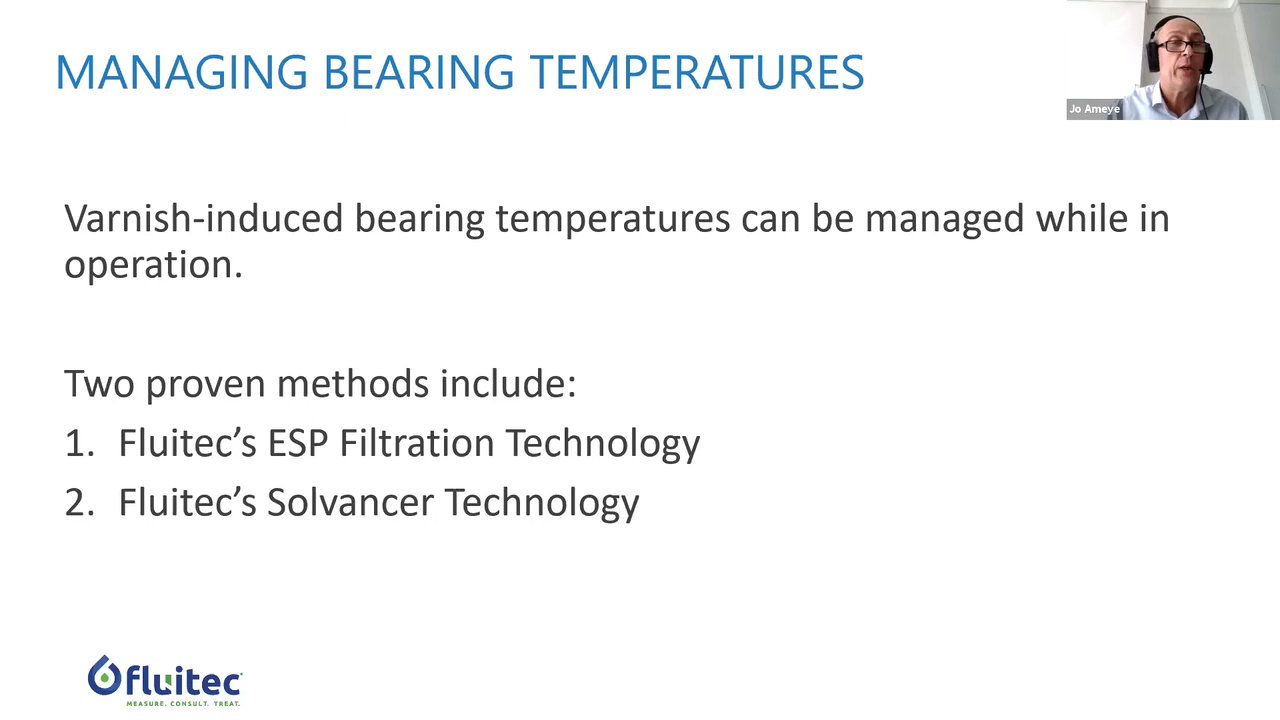 MANAGING BEARING TEMPERATURES
Jo Ameye
Varnish-induced bearing temperatures can be managed while in
operation.
Two proven methods include:
1. Fluitec’s ESP Filtration Technology
2. Fluitec’s Solvancer Technology
fluitec
MEASURE. CONSULT. TREAT.